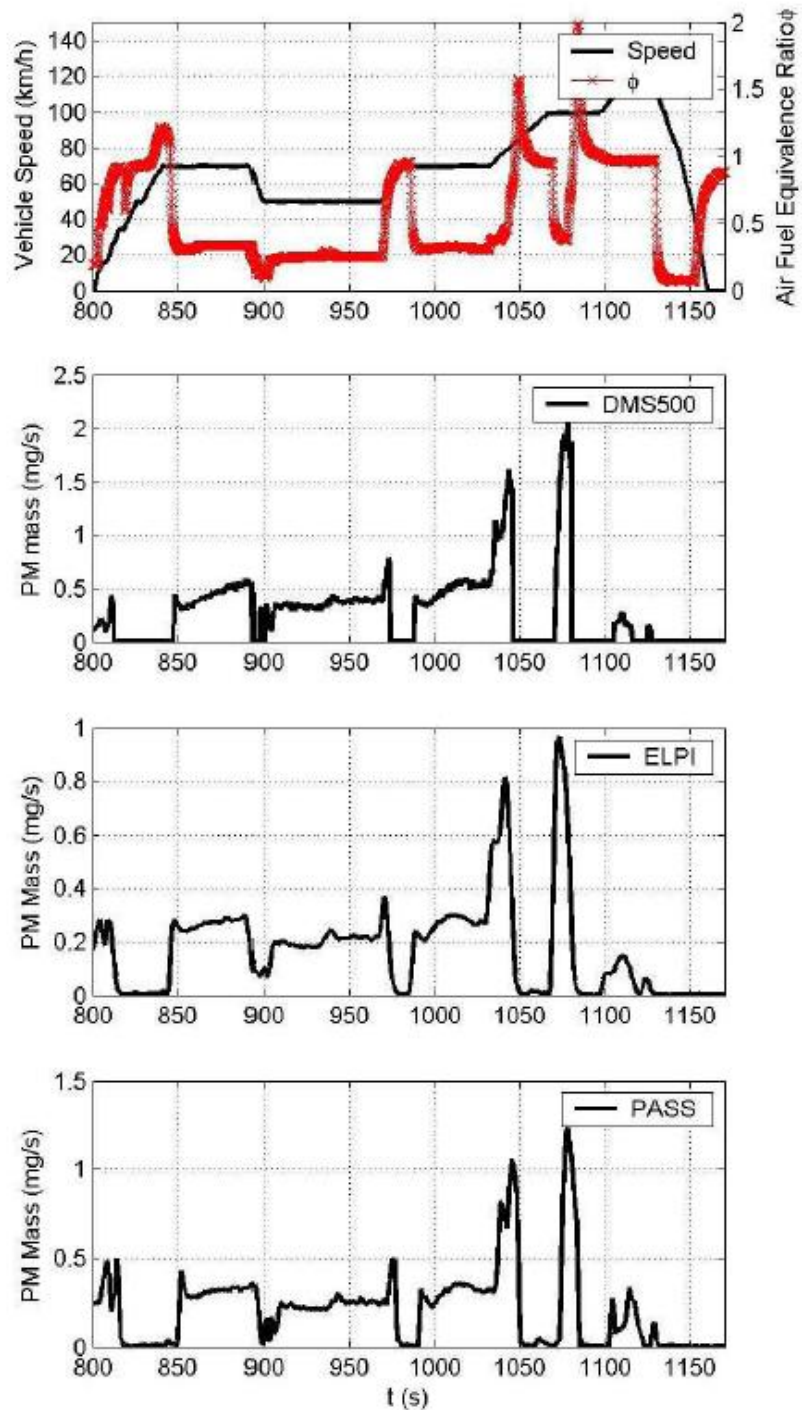 Vehicle Speed (km/h)
140
120
100
80
60
40
20
0
Speed
ϕ
2
1.5
1
0.5
0
Air Fuel Equivalence Ratioϕ
800 850 900 950 1000 1050 1100 1150
PM mass (mg/s)
2.5
2
1.5
1
0.5
0
DMS500
800 850 900 950 1000 1050 1100 1150
PM Mass (mg/s)
1
0.8
0.6
0.4
0.2
0
ELPI
800 850 900 950 1000 1050 1100 1150
PM Mass (mg/s)
1.5
1
0.5
0
PASS
800 850 900 950 1000 1050 1100 1150
t (s)